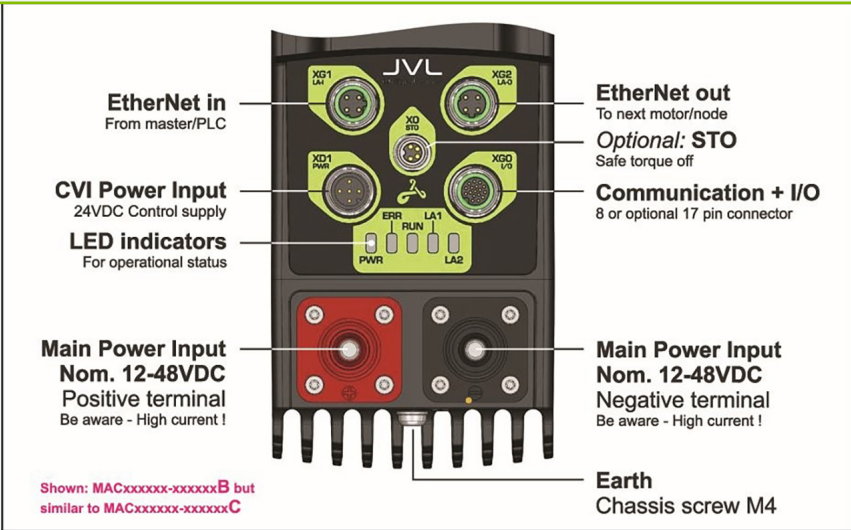 JVL
XG1
LA-I
XG2
LA-O
XO
STO
XD1
PWR
XG0
I/O
ERR
LA1
RUN
PWR
LA2
EtherNet in
From master/PLC
CVI Power Input
24VDC Control supply
LED indicators
For operational status
Main Power Input
Nom. 12-48VDC
Positive terminal
Be aware - High current !
EtherNet out
To next motor/node
Optional: STO
Safe torque off
Communication + I/O
8 or optional 17 pin connector
Main Power Input
Nom. 12-48VDC
Negative terminal
Be aware - High current !
Earth
Chassis screw M4
Shown: MACxxxxxx-xxxxxxB but
similar to MACxxxxxx-xxxxxxC